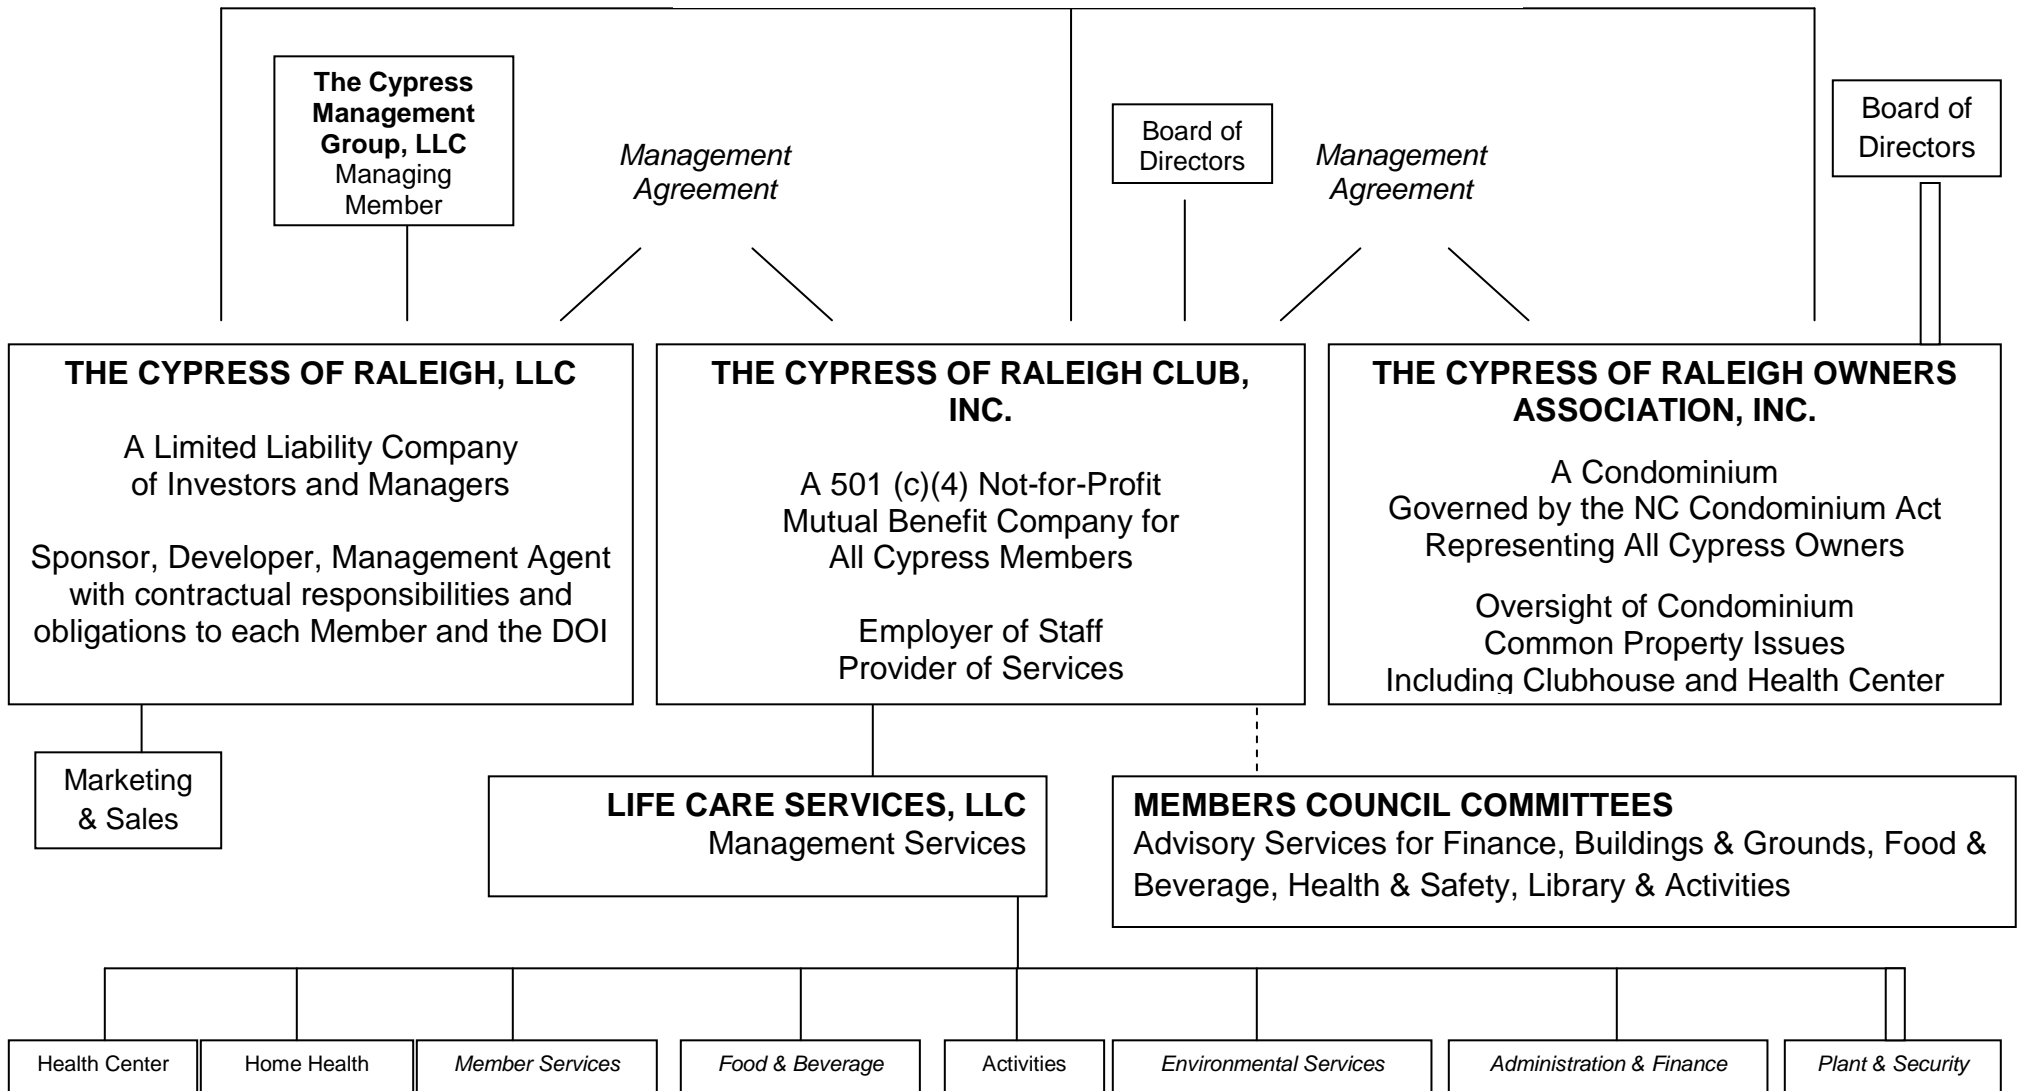 The Cypress
Management
Group, LLC
Managing
Member
Management
Agreement
Board of
Directors
Management
Agreement
Board of
Directors
THE CYPRESS OF RALEIGH, LLC
A Limited Liability Company
of Investors and Managers
Sponsor, Developer, Management Agent
with contractual responsibilities and
obligations to each Member and the DOI
THE CYPRESS OF RALEIGH CLUB,
INC.
A 501 (c)(4) Not-for-Profit
Mutual Benefit Company for
All Cypress Members
Employer of Staff
Provider of Services
THE CYPRESS OF RALEIGH OWNERS
ASSOCIATION, INC.
A Condominium
Governed by the NC Condominium Act
Representing All Cypress Owners
Oversight of Condominium
Common Property Issues
Including Clubhouse and Health Center
Marketing
& Sales
LIFE CARE SERVICES, LLC
Management Services
MEMBERS COUNCIL COMMITTEES
Advisory Services for Finance, Buildings & Grounds, Food &
Beverage, Health & Safety, Library & Activities
Health Center
Home Health
Member Services
Food & Beverage
Activities
Environmental Services
Administration & Finance
Plant & Security